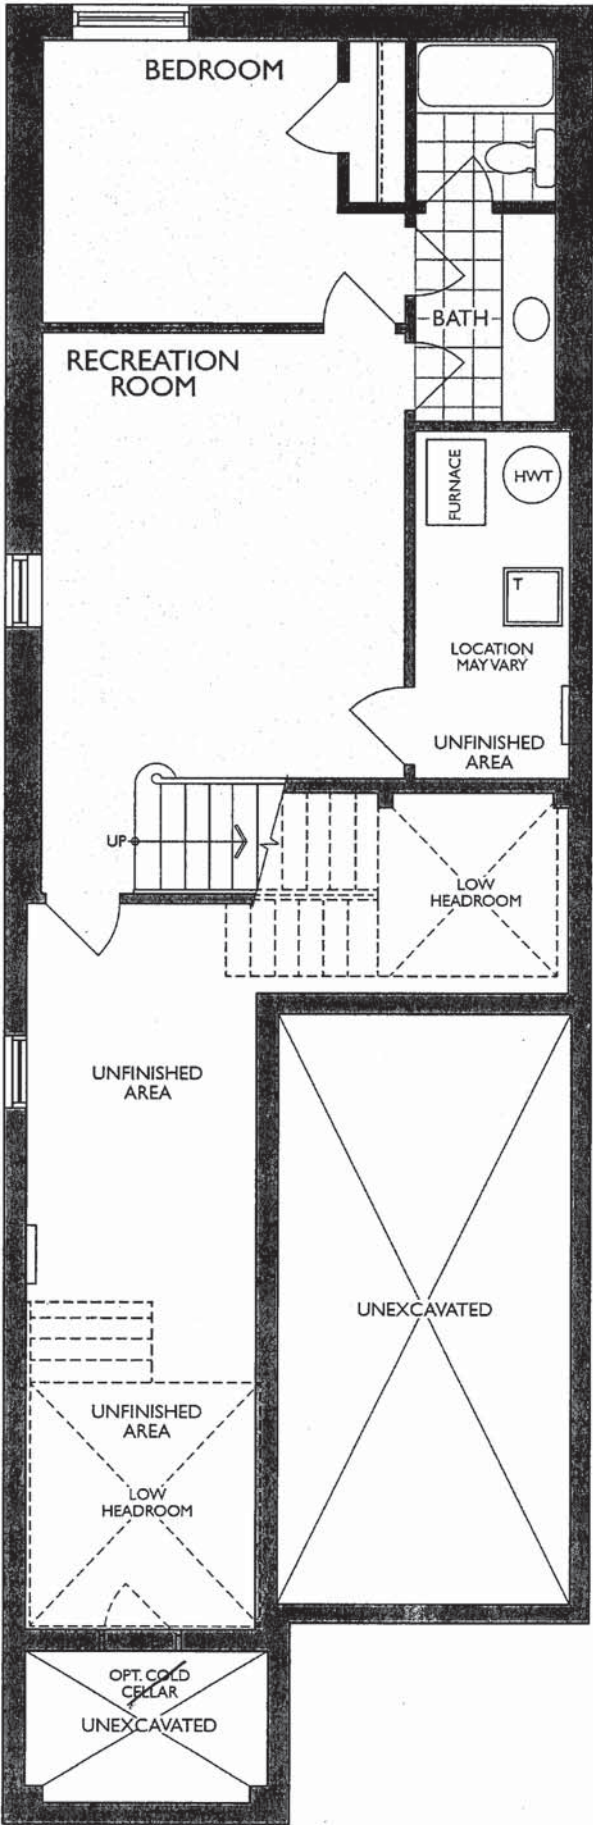 BEDROOM
BATH
RECREATION
ROOM
FURNACE
HWT
T
LOCATION
MAY VARY
UNFINISHED
AREA
UP
LOW
HEADROOM
UNFINISHED
AREA
UNEXCAVATED
UNFINISHED
AREA
LOW
HEADROOM
OPT. COLD
CELLAR
UNEXCAVATED